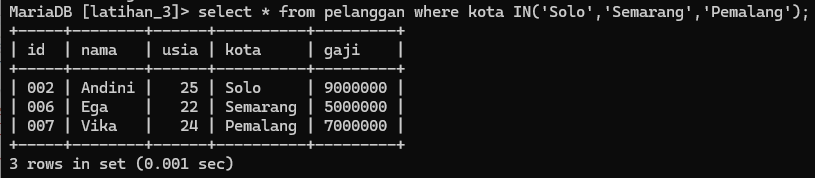 MariaDB [latihan_3]> select * from pelanggan where kota IN('Solo','Semarang','Pemalang');
+-----+--------+------+----------+---------+
| id  | nama   | usia | kota     | gaji    |
+-----+--------+------+----------+---------+
| 002 | Andini |   25 | Solo     | 9000000 |
| 006 | Ega    |   22 | Semarang | 5000000 |
| 007 | Vika   |   24 | Pemalang | 7000000 |
+-----+--------+------+----------+---------+
3 rows in set (0.001 sec)